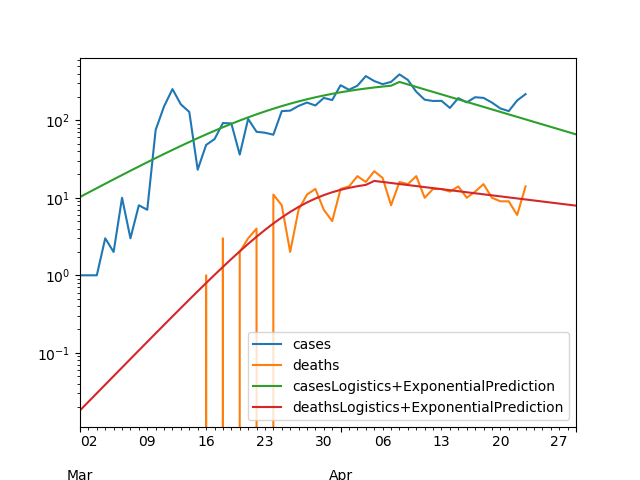 10²
10¹
10⁰
10⁻¹
cases
deaths
casesLogistics+ExponentialPrediction
deathsLogistics+ExponentialPrediction
02 09 16 23 30 06 13 20 27
Mar Apr